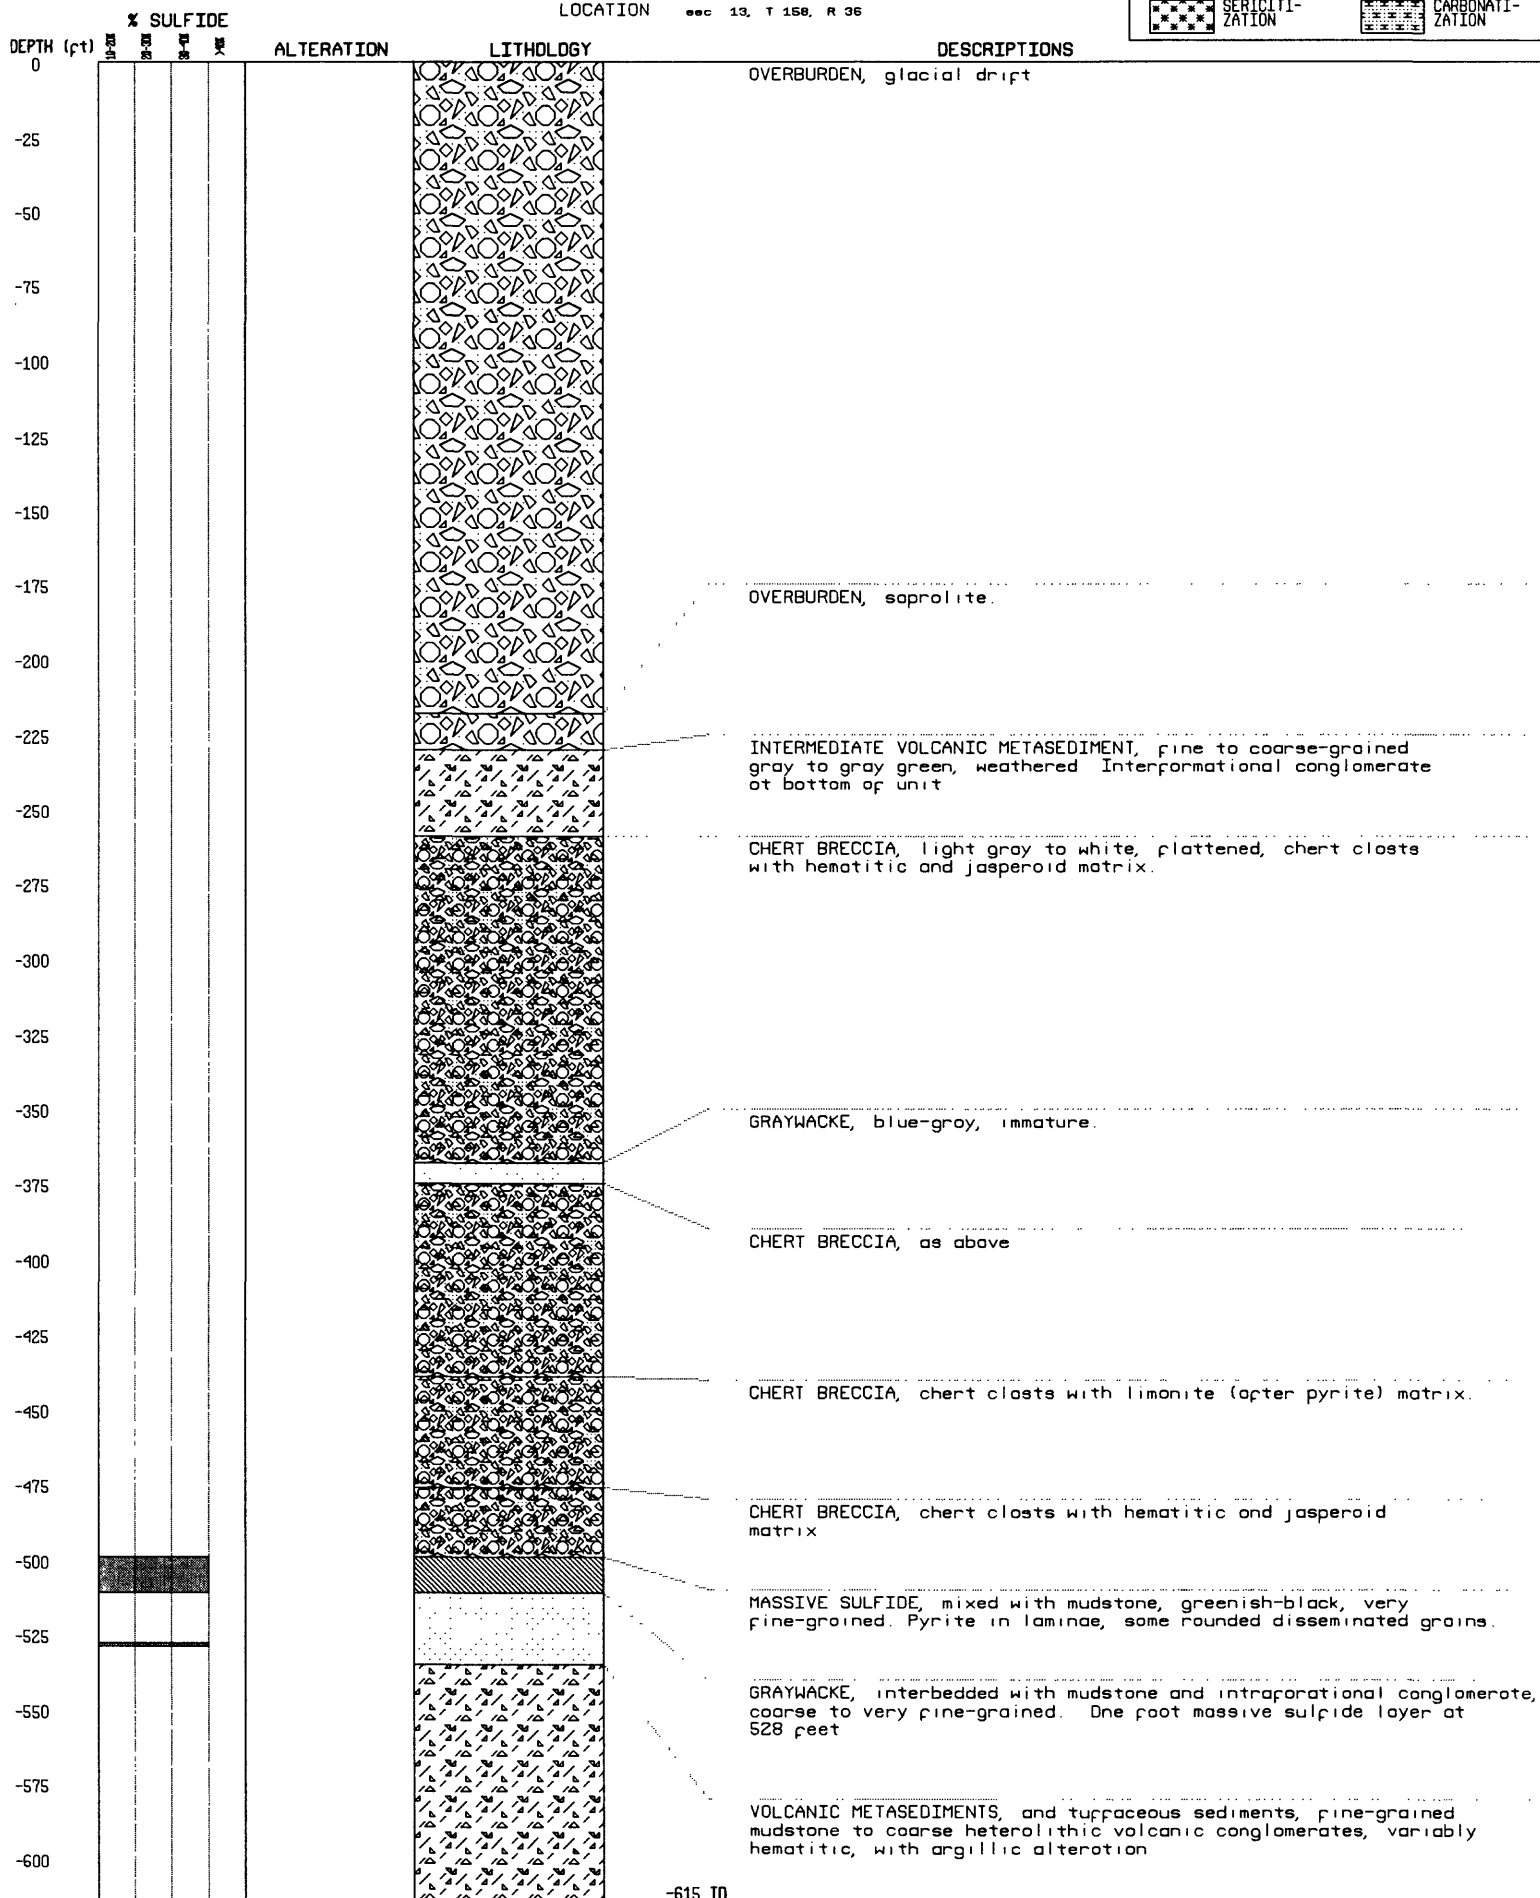 LOCATION sec 13, T 158, R 36
SERICITI-
ZATION
CARBONATI-
ZATION
% SULFIDE
DEPTH (ft) 10-20% 20-30% 30-40% >40% ALTERATION LITHOLOGY DESCRIPTIONS
0
OVERBURDEN, glacial drift
-25
-50
-75
-100
-125
-150
-175
OVERBURDEN, saprolite.
-200
-225
INTERMEDIATE VOLCANIC METASEDIMENT, fine to coarse-grained
gray to gray green, weathered Interformational conglomerate
at bottom of unit
-250
CHERT BRECCIA, light gray to white, flattened, chert clasts
with hematitic and jasperoid matrix.
-275
-300
-325
-350
GRAYWACKE, blue-gray, immature.
-375
CHERT BRECCIA, as above
-400
-425
CHERT BRECCIA, chert clasts with limonite (after pyrite) matrix.
-450
-475
CHERT BRECCIA, chert clasts with hematitic and jasperoid
matrix
-500
MASSIVE SULFIDE, mixed with mudstone, greenish-black, very
fine-grained. Pyrite in laminae, some rounded disseminated grains.
-525
GRAYWACKE, interbedded with mudstone and intraforational conglomerate,
coarse to very fine-grained. One foot massive sulfide layer at
528 feet
-550
-575
VOLCANIC METASEDIMENTS, and tuffaceous sediments, fine-grained
mudstone to coarse heterolithic volcanic conglomerates, variably
hematitic, with argillic alteration
-600
-615 TD